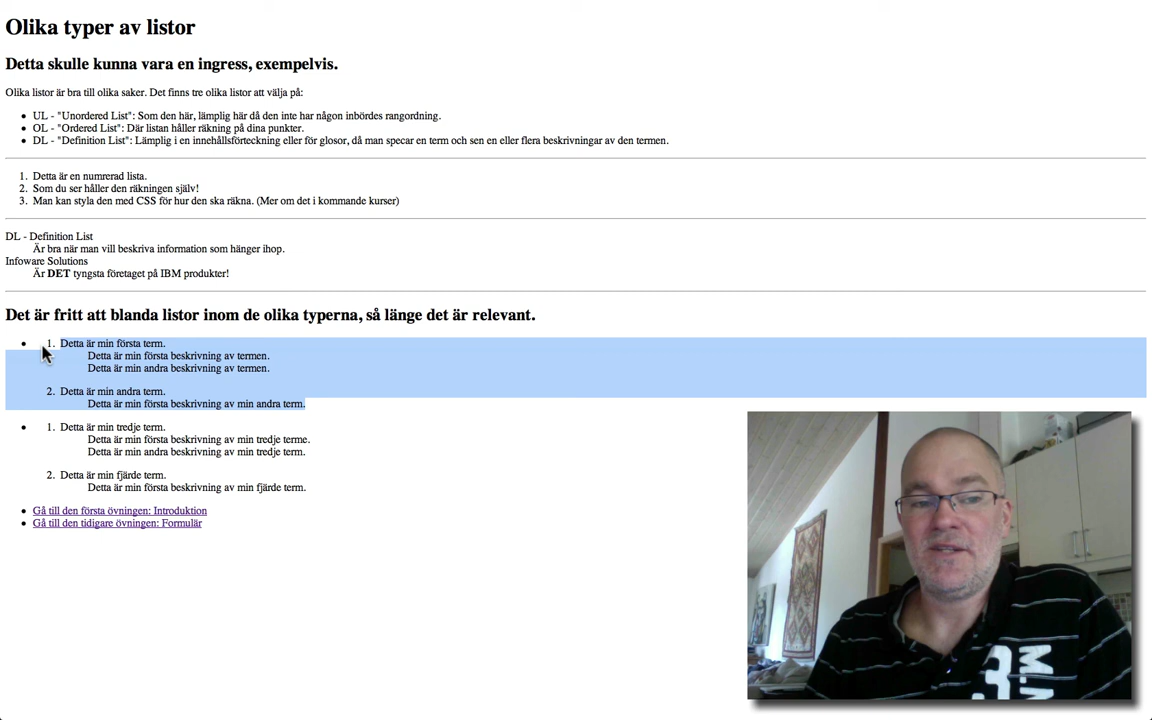 Olika typer av listor
Detta skulle kunna vara en ingress, exempelvis.
Olika listor är bra till olika saker. Det finns tre olika listor att välja på:
• UL - "Unordered List": Som den här, lämplig här då den inte har någon inbördes rangordning.
• OL - "Ordered List": Där listan håller räkning på dina punkter.
• DL - "Definition List": Lämplig i en innehållsförteckning eller för glosor, då man specar en term och sen en eller flera beskrivningar av den termen.
1. Detta är en numrerad lista.
2. Som du ser håller den räkningen själv!
3. Man kan styla den med CSS för hur den ska räkna. (Mer om det i kommande kurser)
DL - Definition List
Är bra när man vill beskriva information som hänger ihop.
Infoware Solutions
Är DET tyngsta företaget på IBM produkter!
Det är fritt att blanda listor inom de olika typerna, så länge det är relevant.
• 1. Detta är min första term.
Detta är min första beskrivning av termen.
Detta är min andra beskrivning av termen.
2. Detta är min andra term.
Detta är min första beskrivning av min andra term.
• 1. Detta är min tredje term.
Detta är min första beskrivning av min tredje terme.
Detta är min andra beskrivning av min tredje term.
2. Detta är min fjärde term.
Detta är min första beskrivning av min fjärde term.
• Gå till den första övningen: Introduktion
• Gå till den tidigare övningen: Formulär